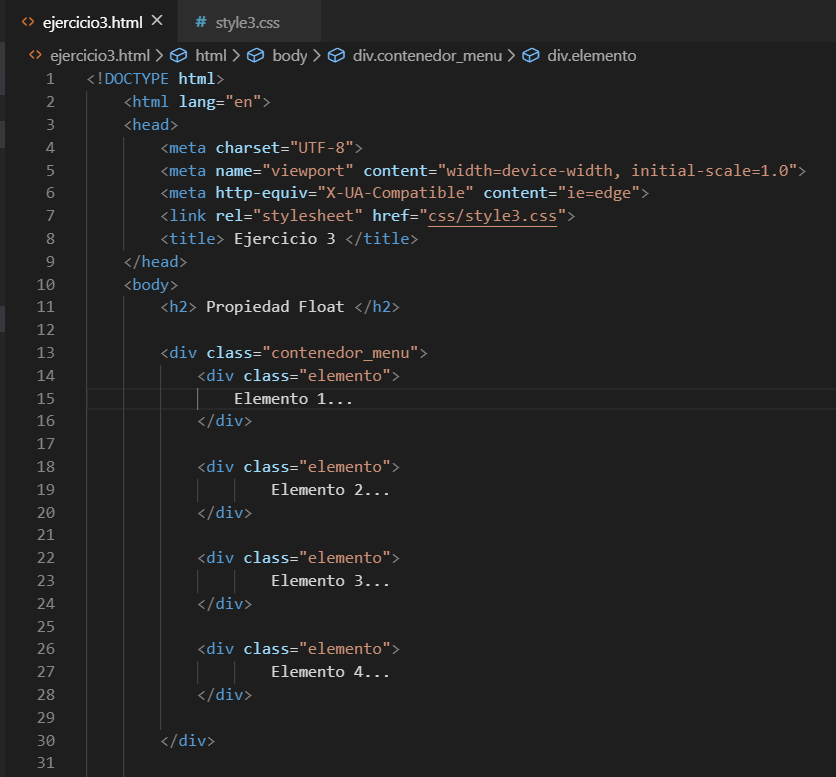 ejercicio3.html
# style3.css
ejercicio3.html > html > body > div.contenedor_menu > div.elemento
1 <!DOCTYPE html>
2 <html lang="en">
3 <head>
4 <meta charset="UTF-8">
5 <meta name="viewport" content="width=device-width, initial-scale=1.0">
6 <meta http-equiv="X-UA-Compatible" content="ie=edge">
7 <link rel="stylesheet" href="css/style3.css">
8 <title> Ejercicio 3 </title>
9 </head>
10 <body>
11 <h2> Propiedad Float </h2>
12
13 <div class="contenedor_menu">
14 <div class="elemento">
15 Elemento 1...
16 </div>
17
18 <div class="elemento">
19 Elemento 2...
20 </div>
21
22 <div class="elemento">
23 Elemento 3...
24 </div>
25
26 <div class="elemento">
27 Elemento 4...
28 </div>
29
30 </div>
31